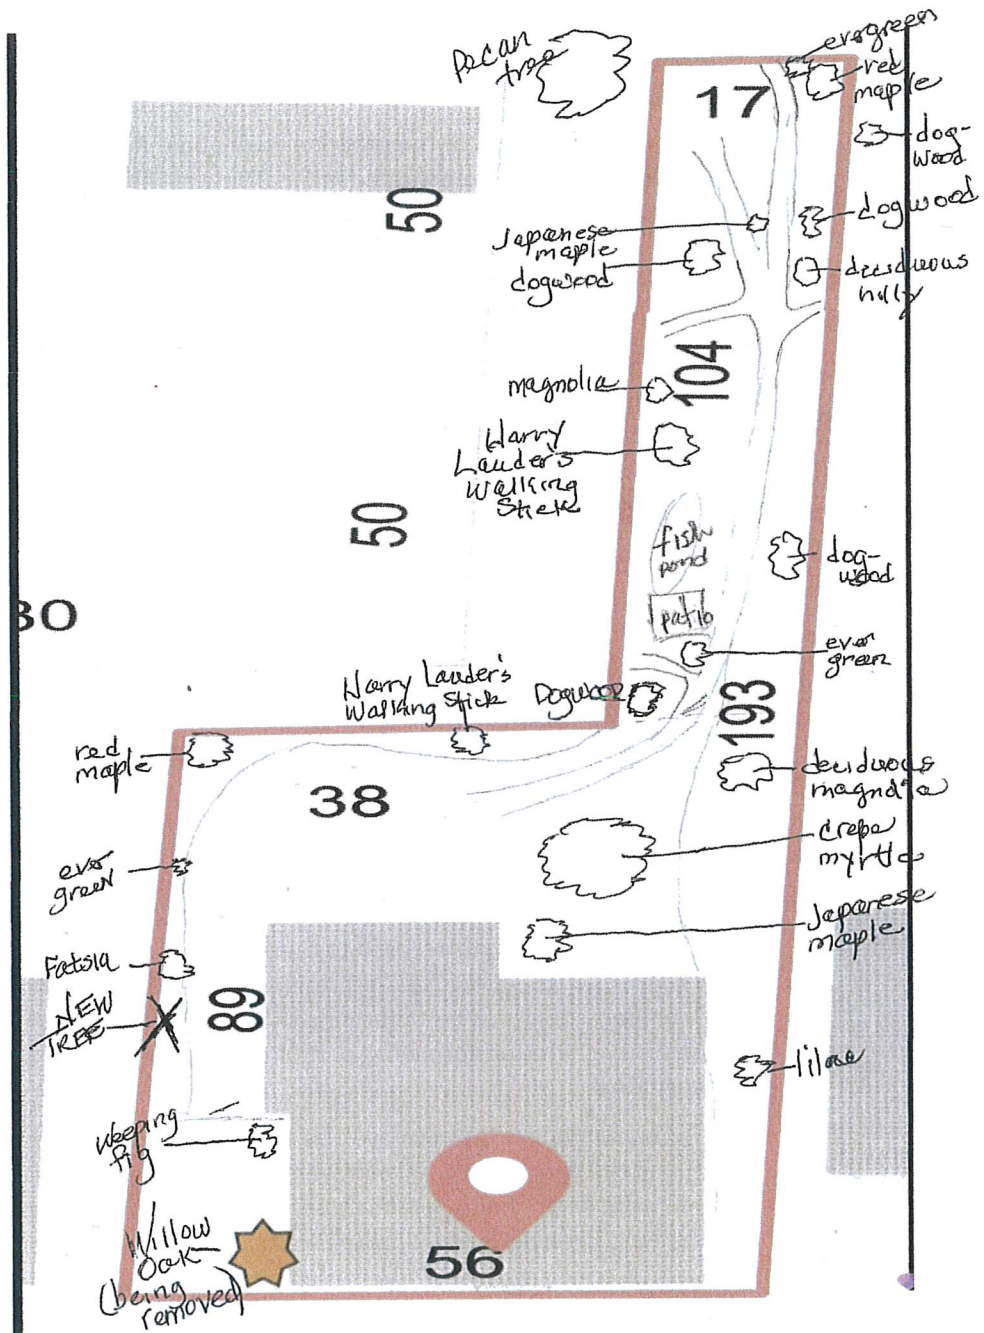 evergreen
Pecan
tree
red
maple
17
dog-
wood
50
dogwood
Japanese
maple
dogwood
deciduous
holly
104
magnolia
Harry
Lauder's
Walking
Stick
50
fish
pond
dog-
wood
patio
30
ever
green
Harry Lauder's
Walking Stick
Dogwood
193
red
maple
deciduous
magnolia
38
crepe
myrtle
ever
green
Japanese
maple
Fatsia
NEW
TREE
89
lilac
weeping
fig
Willow
Oak
(being
removed)
56